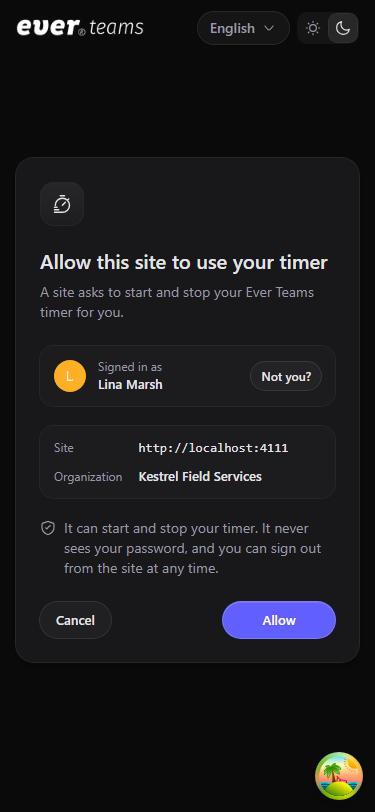 ever® teams
English
Allow this site to use your timer
A site asks to start and stop your Ever Teams
timer for you.
L
Signed in as
Lina Marsh
Not you?
Site http://localhost:4111
Organization Kestrel Field Services
It can start and stop your timer. It never
sees your password, and you can sign out
from the site at any time.
Cancel
Allow